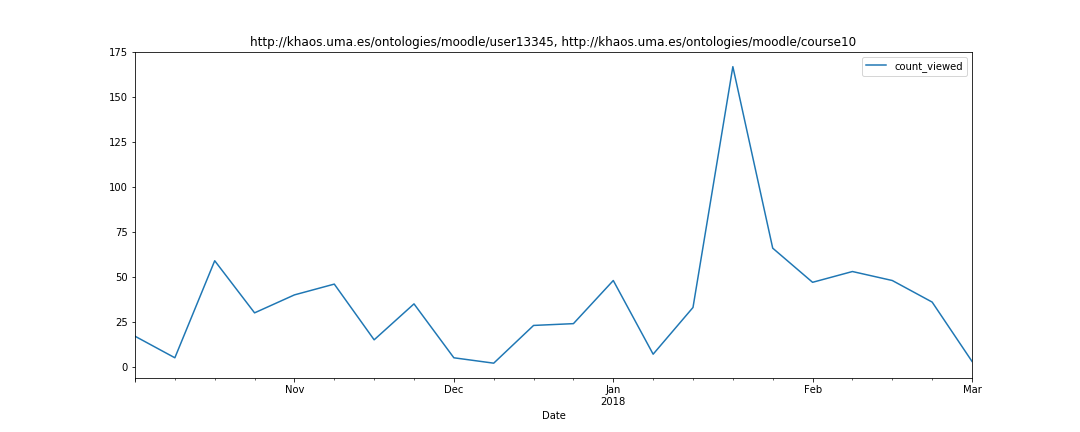 http://khaos.uma.es/ontologies/moodle/user13345, http://khaos.uma.es/ontologies/moodle/course10
175
150
125
100
75
50
25
0
count_viewed
Nov
Dec
Jan
2018
Feb
Mar
Date